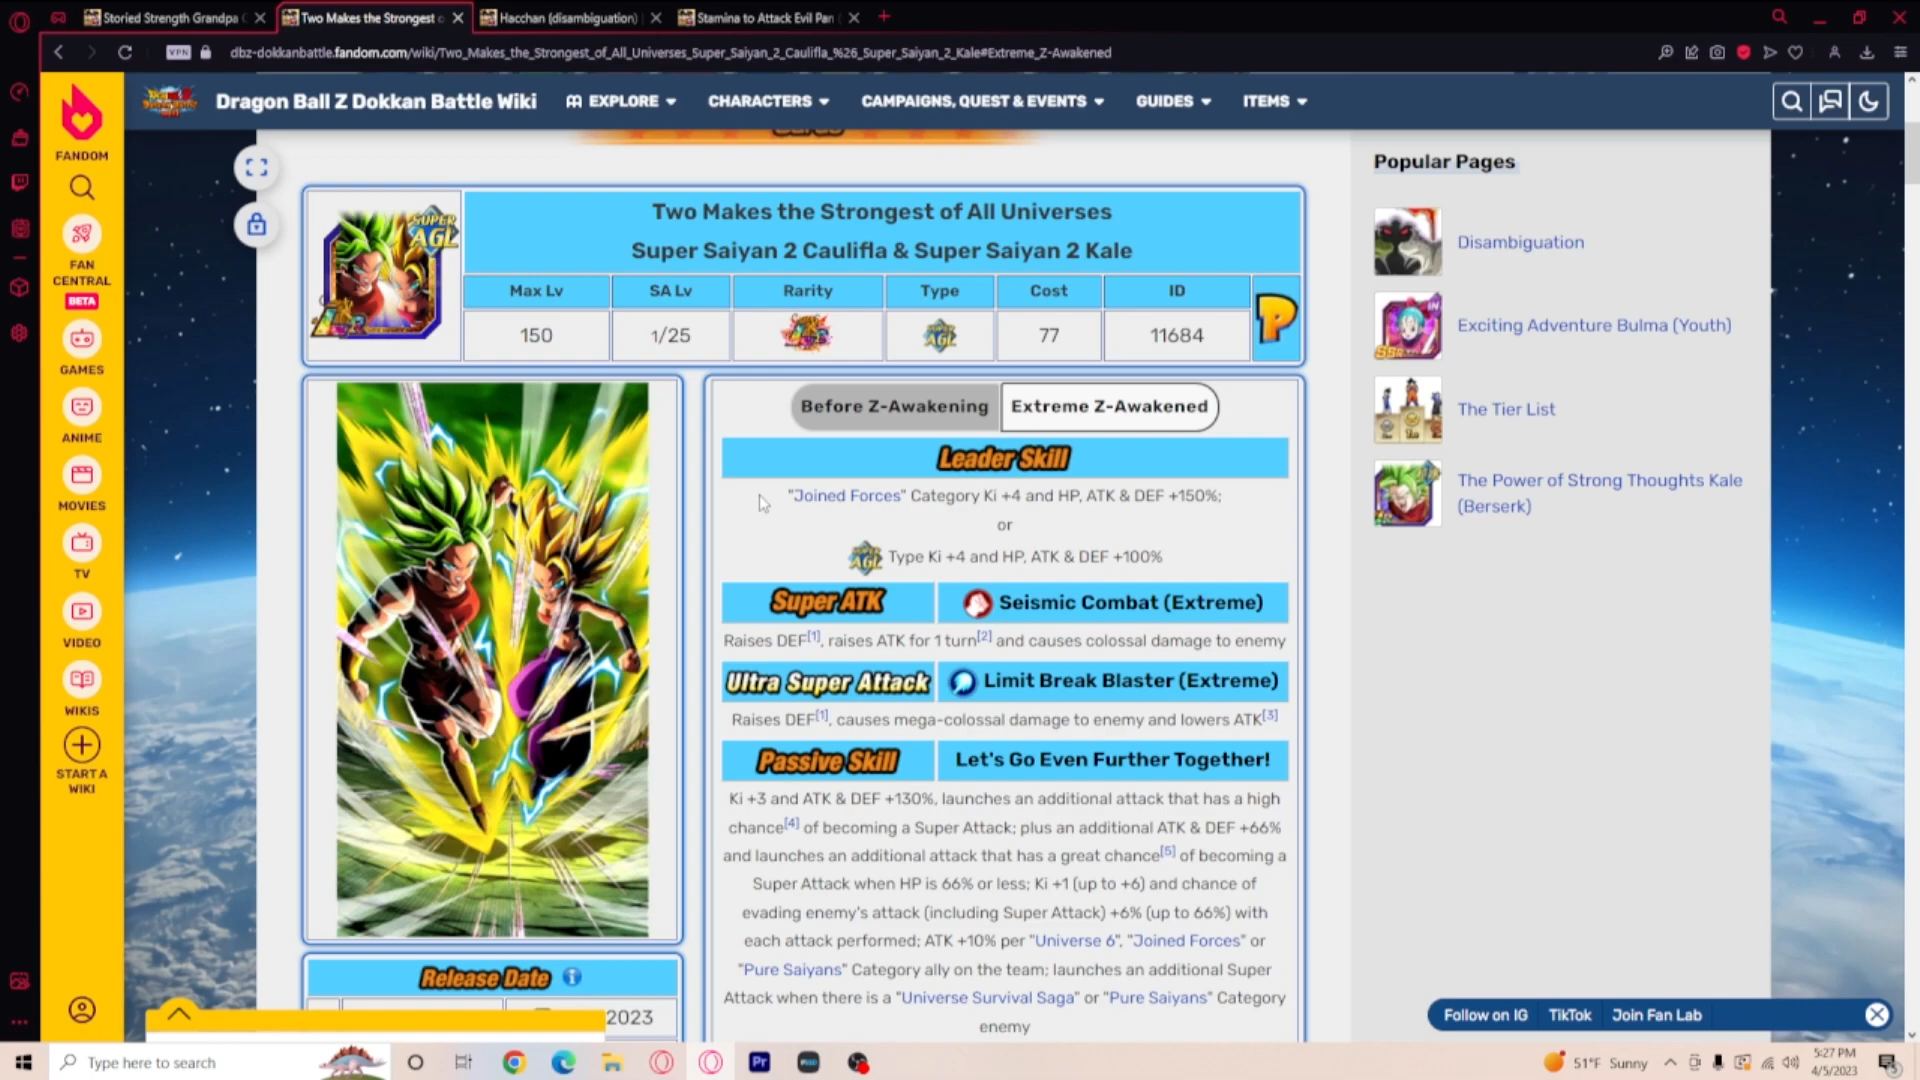 Storied Strength Grandpa
Two Makes the Strongest
Hacchan (disambiguation)
Stamina to Attack Evil Pan
VPN
dbz-dokkanbattle.fandom.com/wiki/Two_Makes_the_Strongest_of_All_Universes_Super_Saiyan_2_Caulifla_%26_Super_Saiyan_2_Kale#Extreme_Z-Awakened
Dragon Ball Z Dokkan Battle Wiki
EXPLORE
CHARACTERS
CAMPAIGNS, QUEST & EVENTS
GUIDES
ITEMS
FANDOM
FAN CENTRAL
BETA
GAMES
ANIME
MOVIES
TV
VIDEO
WIKIS
START A
WIKI
SUPER
AGL
LR
Two Makes the Strongest of All Universes
Super Saiyan 2 Caulifla & Super Saiyan 2 Kale
Max Lv
SA Lv
Rarity
Type
Cost
ID
150
1/25
77
11684
P
Before Z-Awakening
Extreme Z-Awakened
Leader Skill
"Joined Forces" Category Ki +4 and HP, ATK & DEF +150%;
or
Type Ki +4 and HP, ATK & DEF +100%
Super ATK
Seismic Combat (Extreme)
Raises DEF[1], raises ATK for 1 turn[2] and causes colossal damage to enemy
Ultra Super Attack
Limit Break Blaster (Extreme)
Raises DEF[1], causes mega-colossal damage to enemy and lowers ATK[3]
Passive Skill
Let's Go Even Further Together!
Ki +3 and ATK & DEF +130%, launches an additional attack that has a high
chance[4] of becoming a Super Attack; plus an additional ATK & DEF +66%
and launches an additional attack that has a great chance[5] of becoming a
Super Attack when HP is 66% or less; Ki +1 (up to +6) and chance of
evading enemy's attack (including Super Attack) +6% (up to 66%) with
each attack performed; ATK +10% per "Universe 6", "Joined Forces" or
"Pure Saiyans" Category ally on the team; launches an additional Super
Attack when there is a "Universe Survival Saga" or "Pure Saiyans" Category
enemy
Release Date
2023
Popular Pages
Disambiguation
Exciting Adventure Bulma (Youth)
The Tier List
The Power of Strong Thoughts Kale
(Berserk)
Follow on IG
TikTok
Join Fan Lab
Type here to search
Pr
51°F Sunny
5:27 PM
4/5/2023